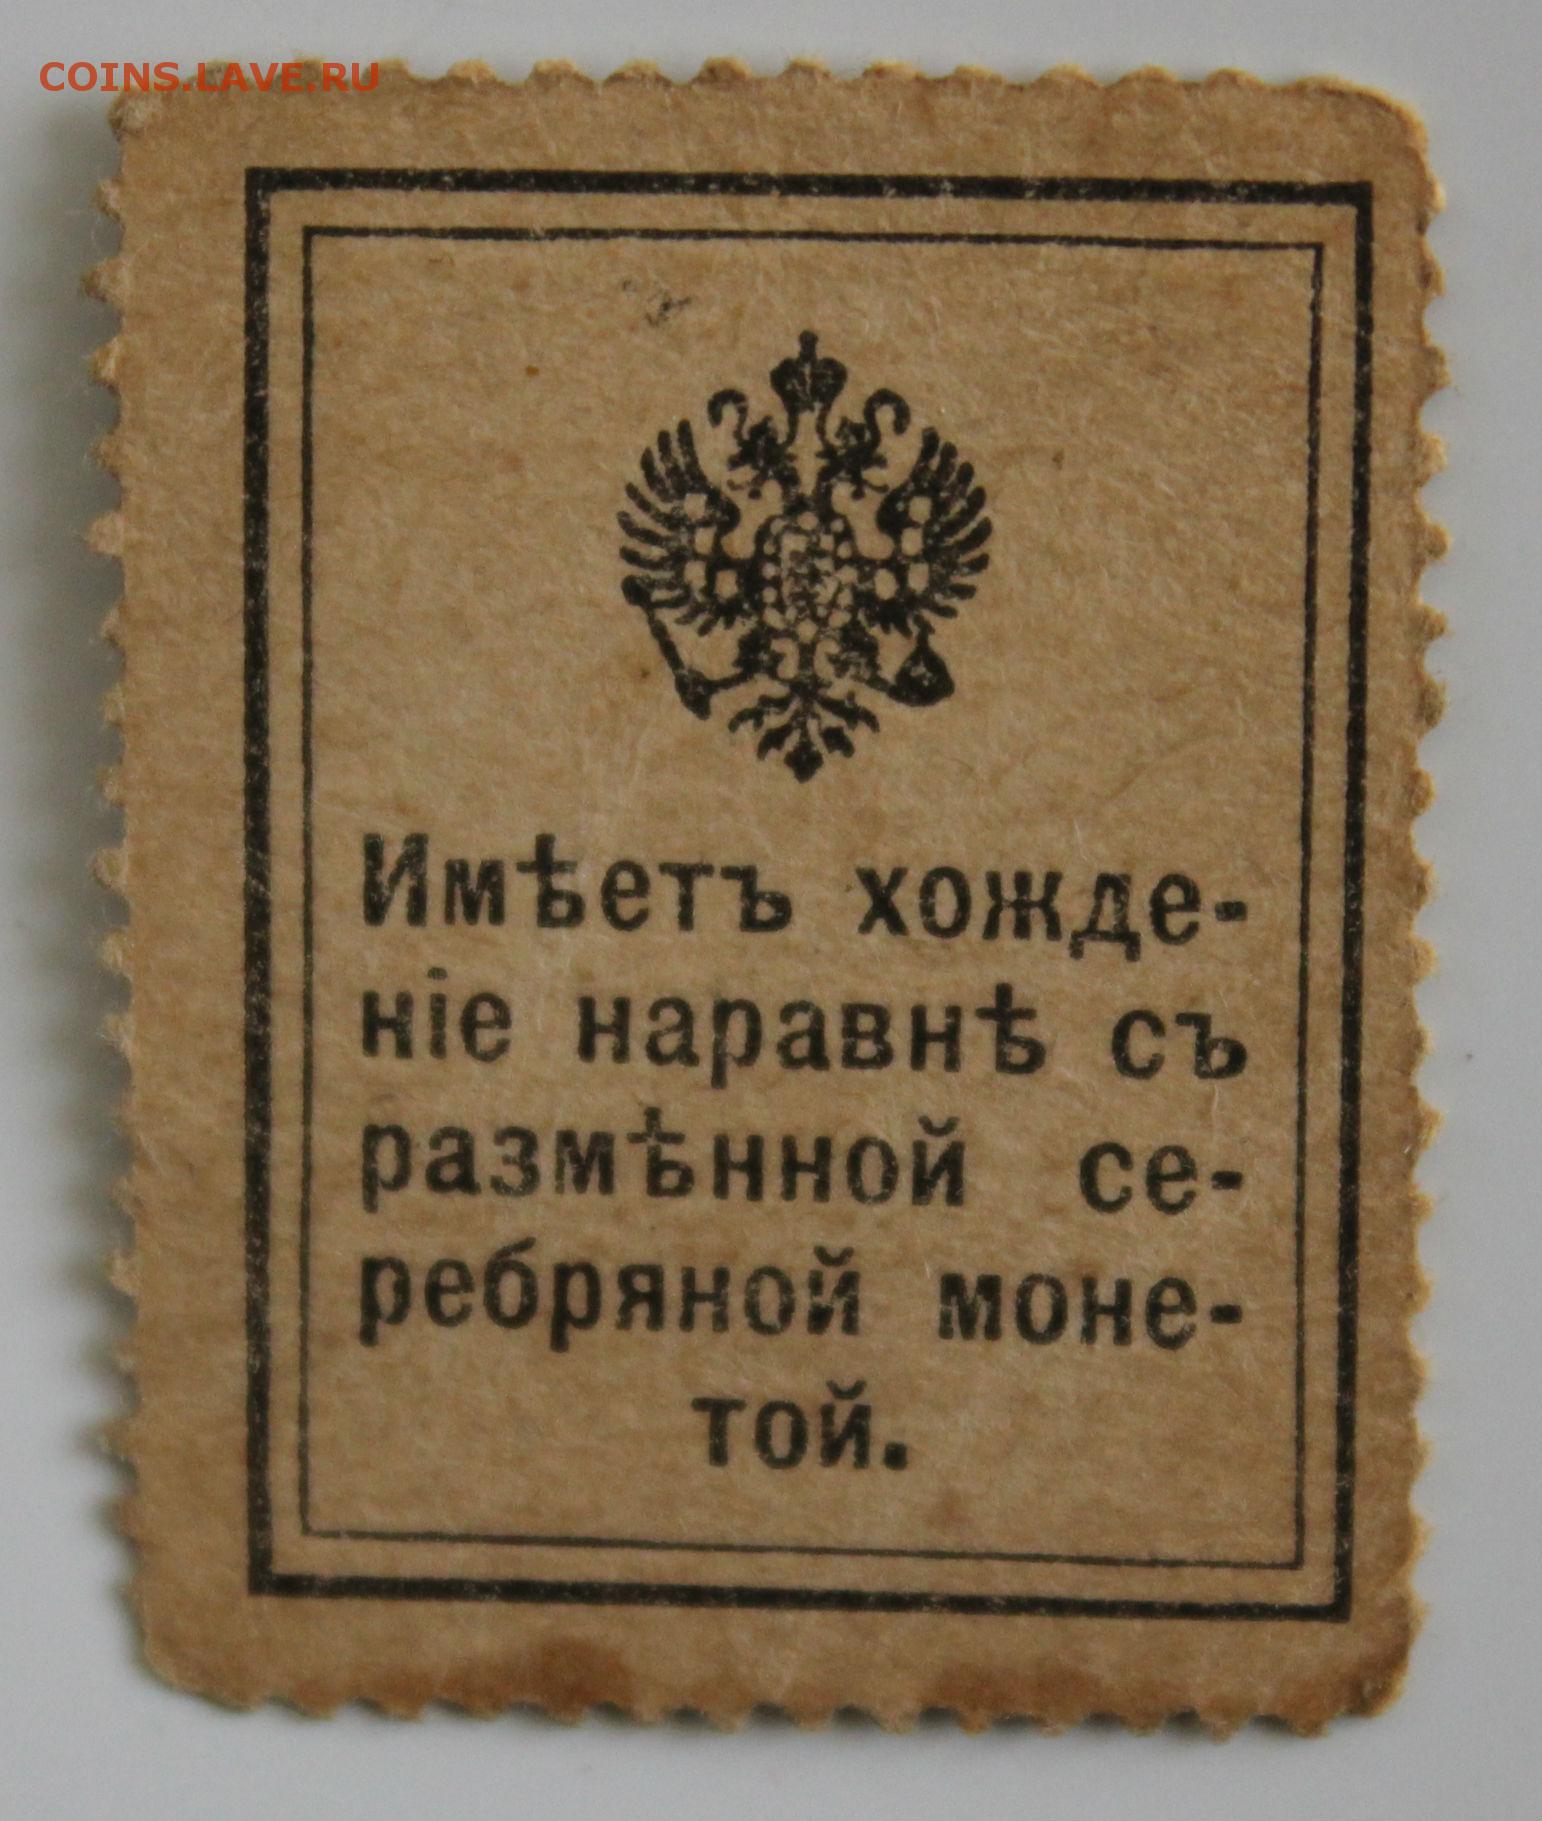 COINS.LAVE.RU
Имѣетъ хожде-
ніе наравнѣ съ
размѣнной се-
ребряной моне-
той.